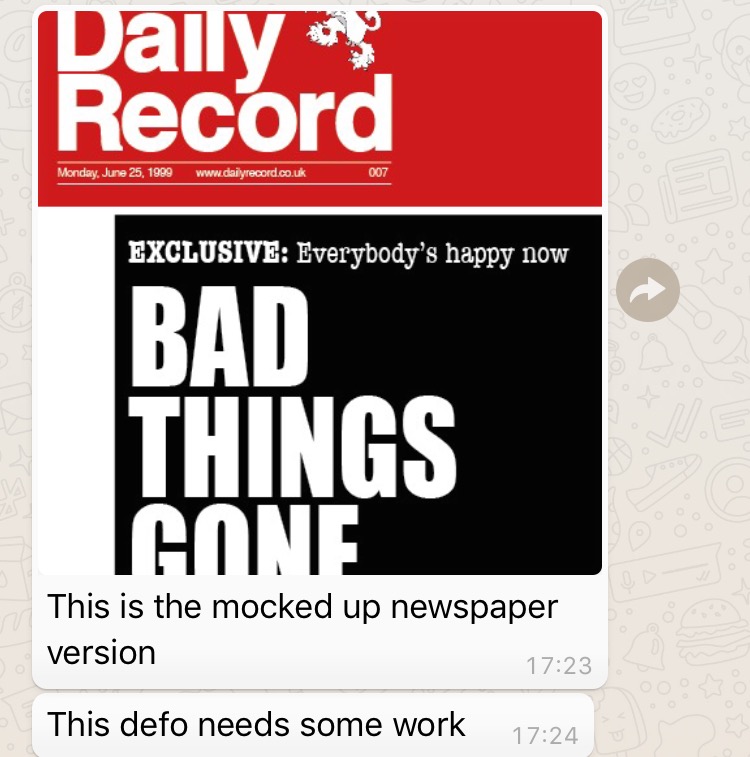 Daily
Record
Monday, June 25, 1999 www.dailyrecord.co.uk 007
EXCLUSIVE: Everybody's happy now
BAD
THINGS
GONE
This is the mocked up newspaper
version
17:23
This defo needs some work 17:24